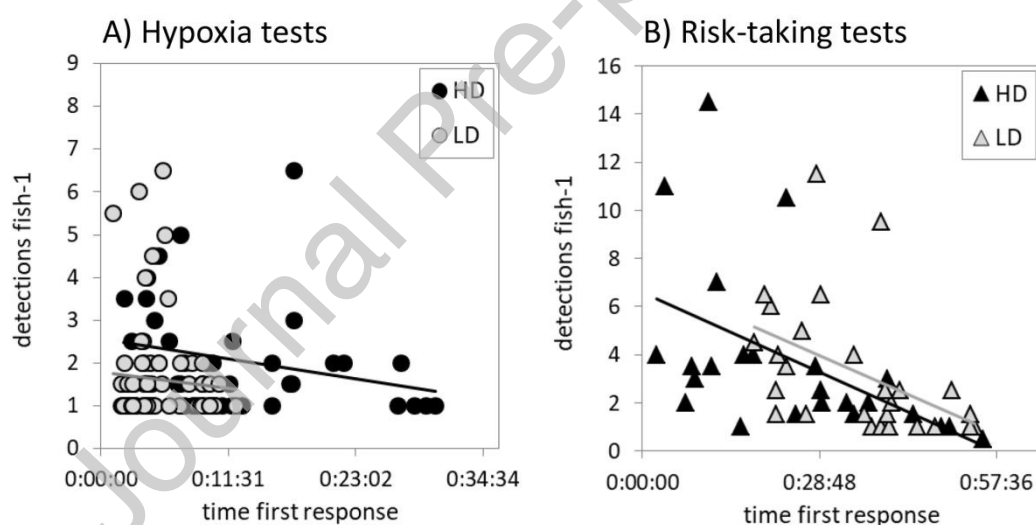 A) Hypoxia tests
9
8
7
6
5
4
3
2
1
0
detections fish-1
HD
LD
0:00:00 0:11:31 0:23:02 0:34:34
time first response
B) Risk-taking tests
16
14
12
10
8
6
4
2
0
detections fish-1
HD
LD
0:00:00 0:28:48 0:57:36
time first response
Journal Pre-p